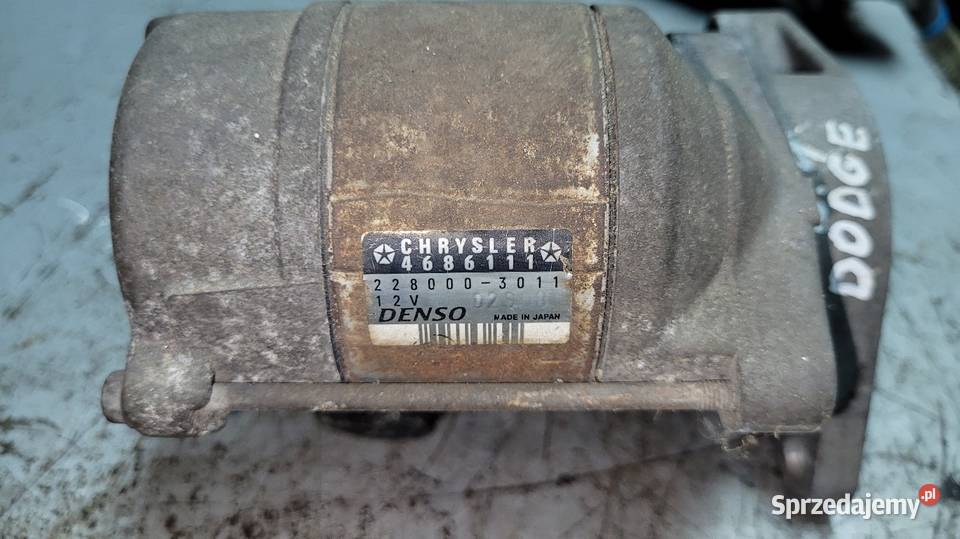 CHRYSLER
4686111
228000-3011
12V
DENSO MADE IN JAPAN
DODGE
Sprzedajemy.pl